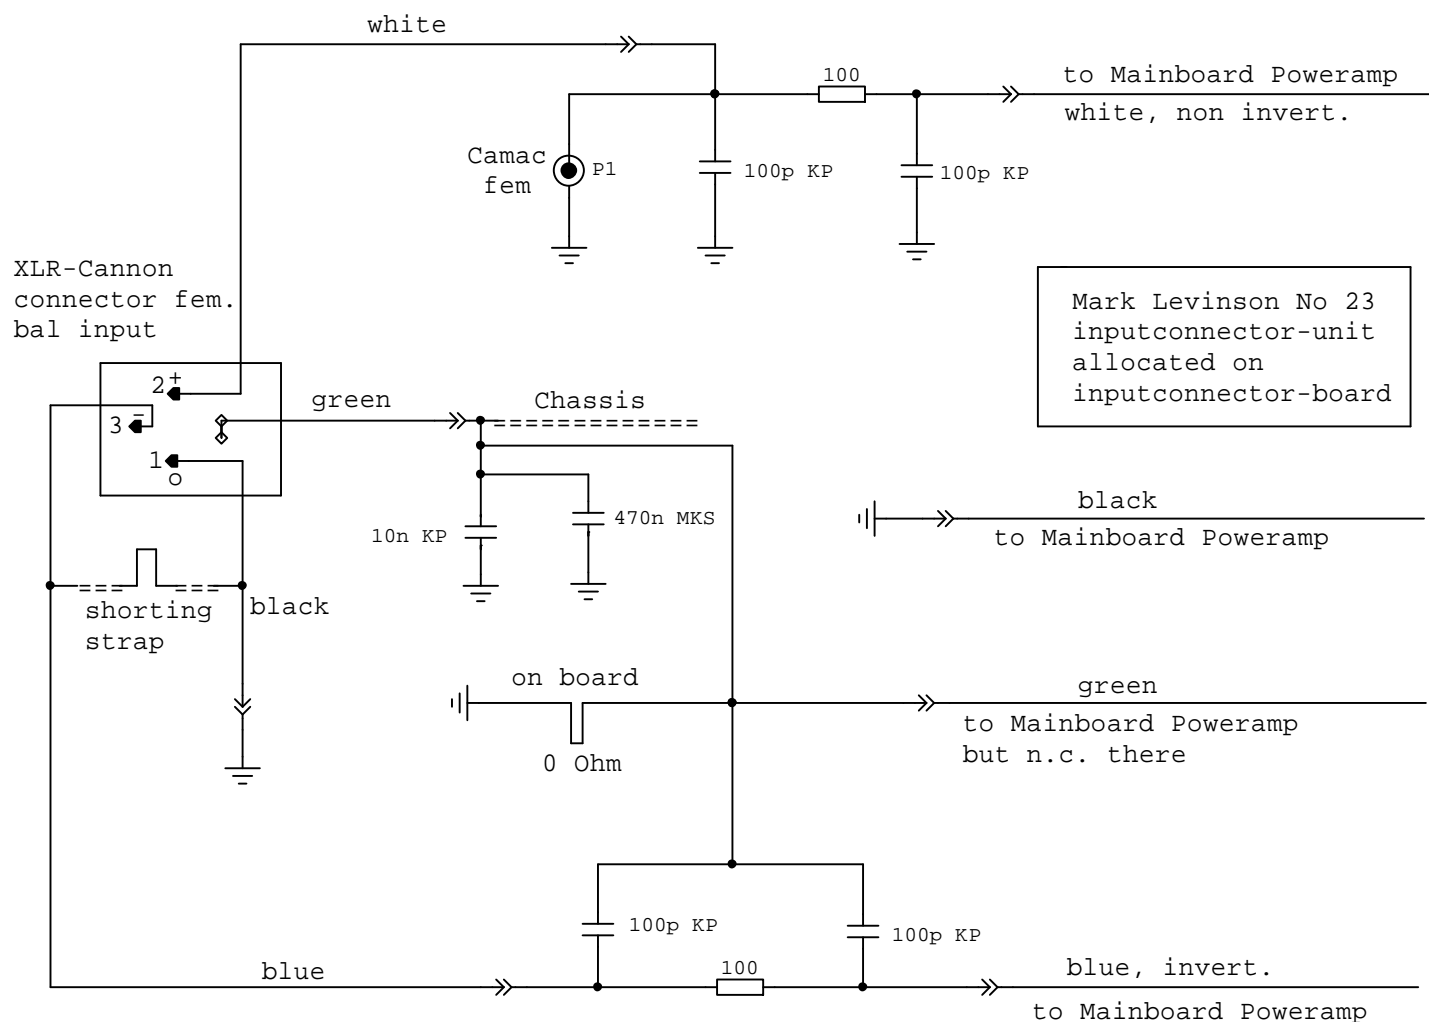 white
100
to Mainboard Poweramp
white, non invert.
Camac
fem
P1
100p KP
100p KP
XLR-Cannon
connector fem.
bal input
Mark Levinson No 23
inputconnector-unit
allocated on
inputconnector-board
2 +
3 -
1
o
green
Chassis
10n KP
470n MKS
black
to Mainboard Poweramp
shorting
strap
black
on board
0 Ohm
green
to Mainboard Poweramp
but n.c. there
100p KP
100p KP
blue
100
blue, invert.
to Mainboard Poweramp